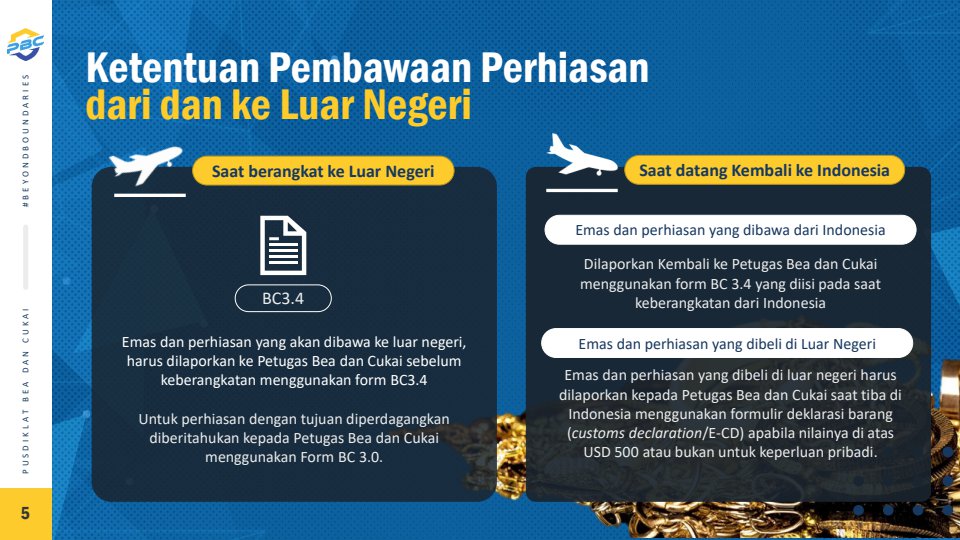 PBC
#BEYONDBOUNDARIES
PUSDIKLAT BEA DAN CUKAI
5
Ketentuan Pembawaan Perhiasan
dari dan ke Luar Negeri
Saat berangkat ke Luar Negeri
BC3.4
Emas dan perhiasan yang akan dibawa ke luar negeri,
harus dilaporkan ke Petugas Bea dan Cukai sebelum
keberangkatan menggunakan form BC3.4
Untuk perhiasan dengan tujuan diperdagangkan
diberitahukan kepada Petugas Bea dan Cukai
menggunakan Form BC 3.0.
Saat datang Kembali ke Indonesia
Emas dan perhiasan yang dibawa dari Indonesia
Dilaporkan Kembali ke Petugas Bea dan Cukai
menggunakan form BC 3.4 yang diisi pada saat
keberangkatan dari Indonesia
Emas dan perhiasan yang dibeli di Luar Negeri
Emas dan perhiasan yang dibeli di luar negeri harus
dilaporkan kepada Petugas Bea dan Cukai saat tiba di
Indonesia menggunakan formulir deklarasi barang
(customs declaration/E-CD) apabila nilainya di atas
USD 500 atau bukan untuk keperluan pribadi.